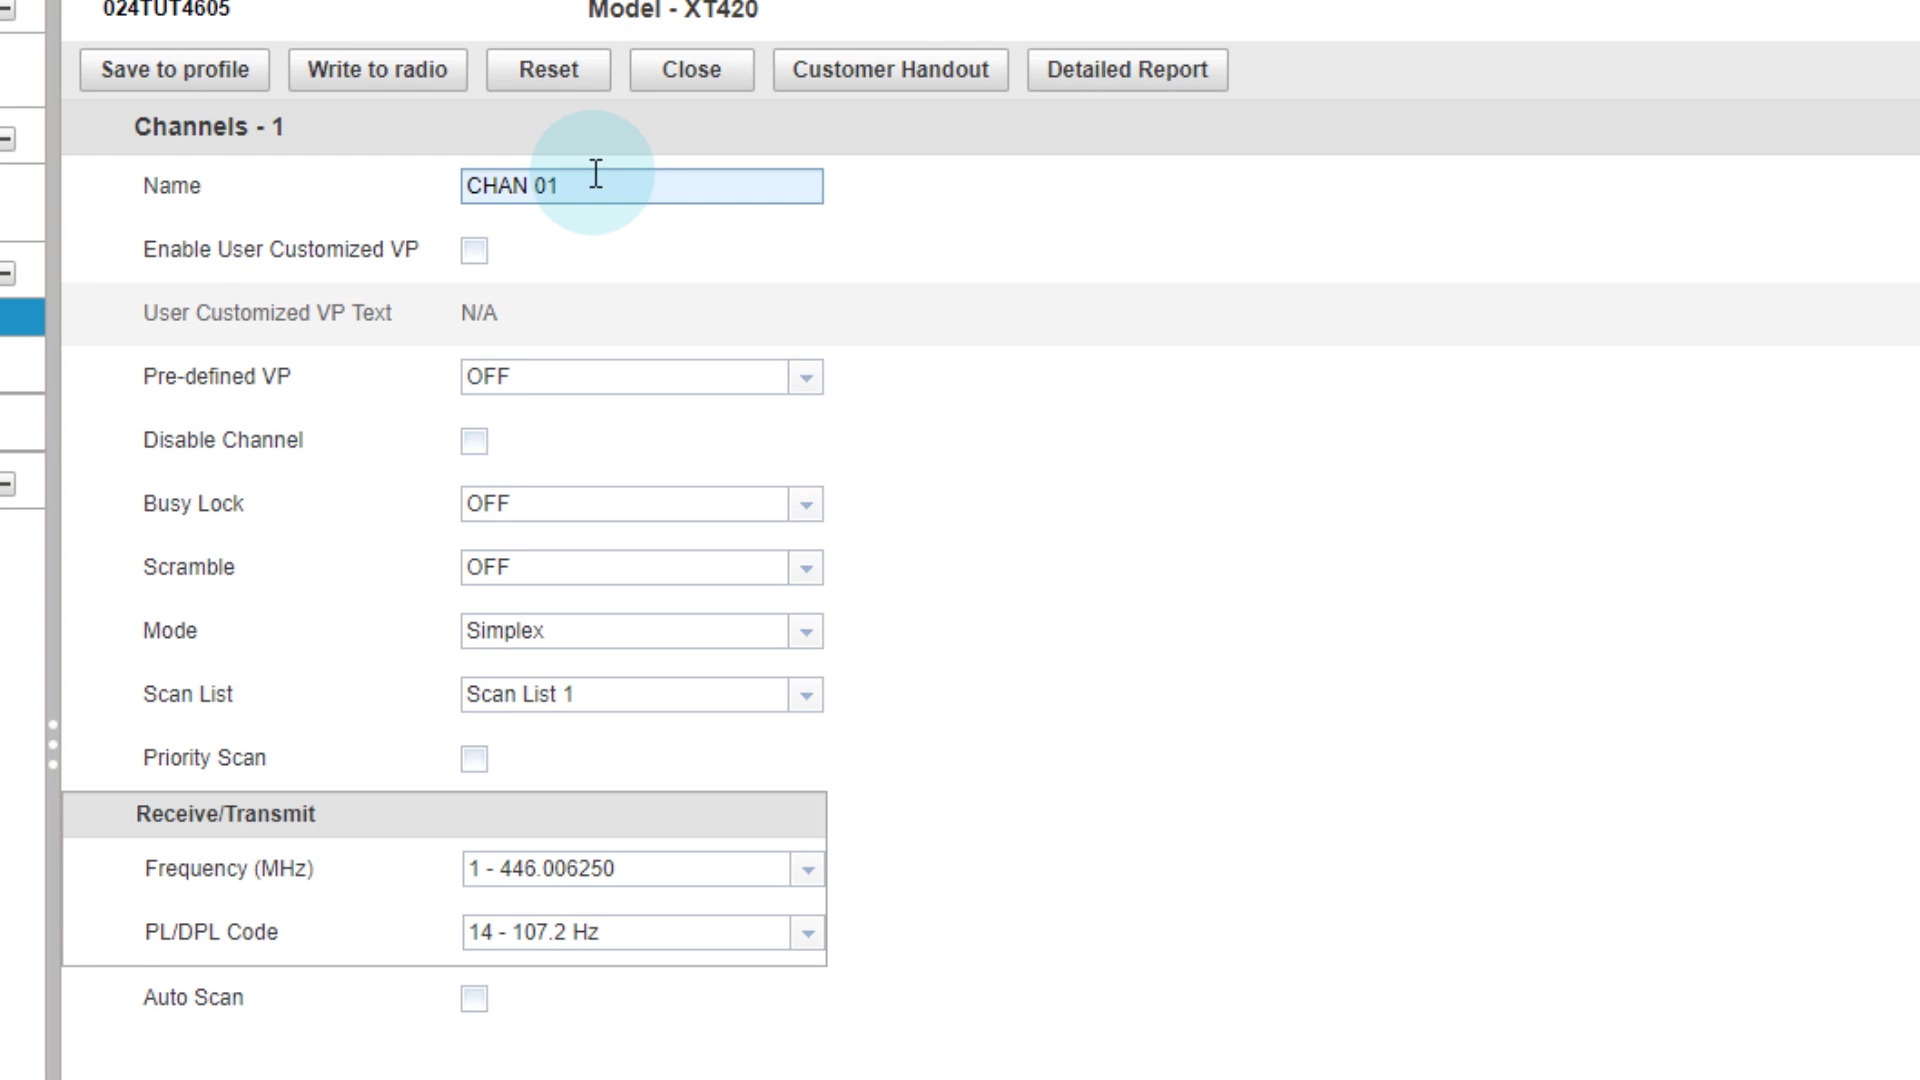 024TUT4605 Model - XT420
Save to profile Write to radio Reset Close Customer Handout Detailed Report
Channels - 1
Name CHAN 01
Enable User Customized VP
User Customized VP Text N/A
Pre-defined VP OFF
Disable Channel
Busy Lock OFF
Scramble OFF
Mode Simplex
Scan List Scan List 1
Priority Scan
Receive/Transmit
Frequency (MHz) 1 - 446.006250
PL/DPL Code 14 - 107.2 Hz
Auto Scan